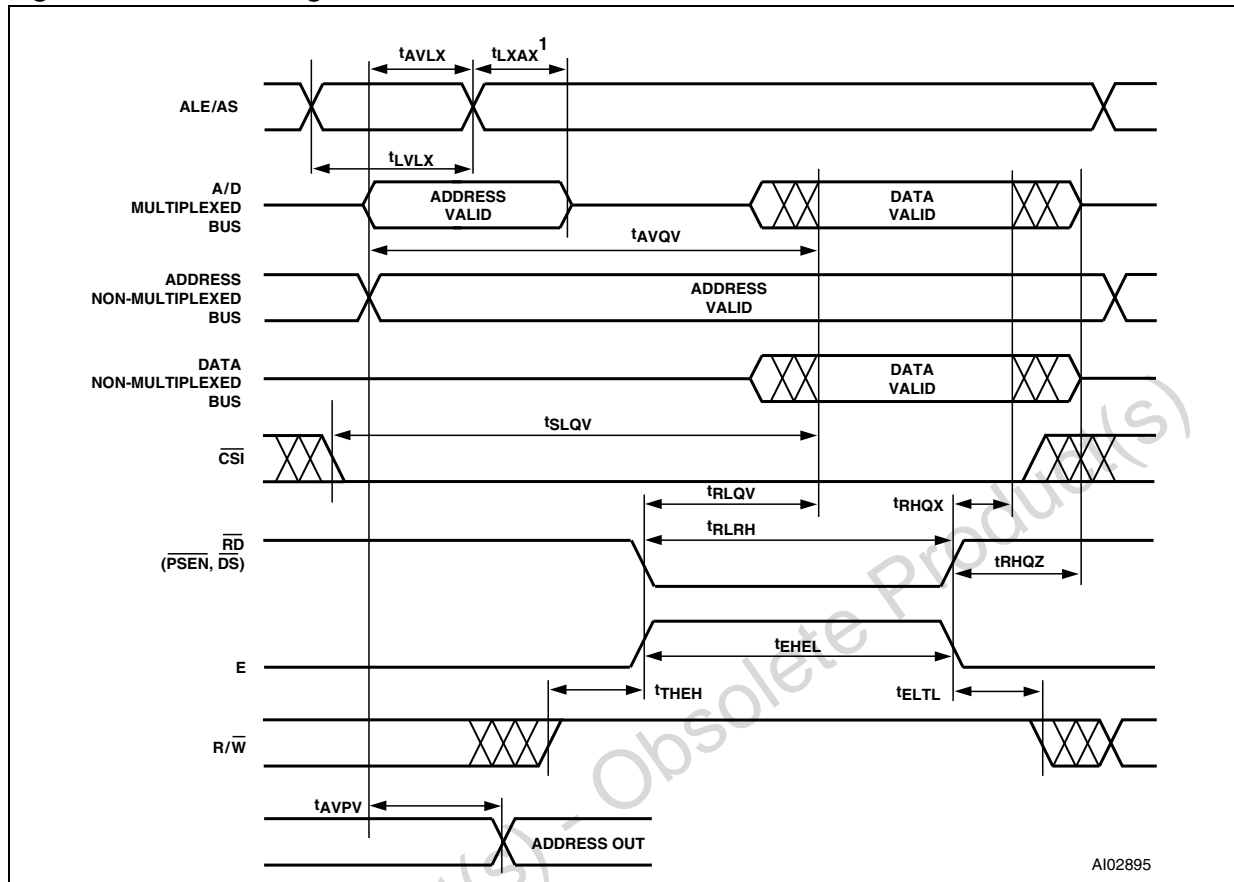 tAVLX
tLXAX1
ALE/AS
tLVLX
A/D
MULTIPLEXED
BUS
ADDRESS
VALID
DATA
VALID
tAVQV
ADDRESS
NON-MULTIPLEXED
BUS
ADDRESS
VALID
DATA
NON-MULTIPLEXED
BUS
DATA
VALID
tSLQV
CSI
tRLQV
tRHQX
tRLRH
RD
(PSEN, DS)
tRHQZ
tEHEL
E
tTHEH
tELTL
R/W
tAVPV
ADDRESS OUT
AI02895
(s) - Obsolete Product(s)